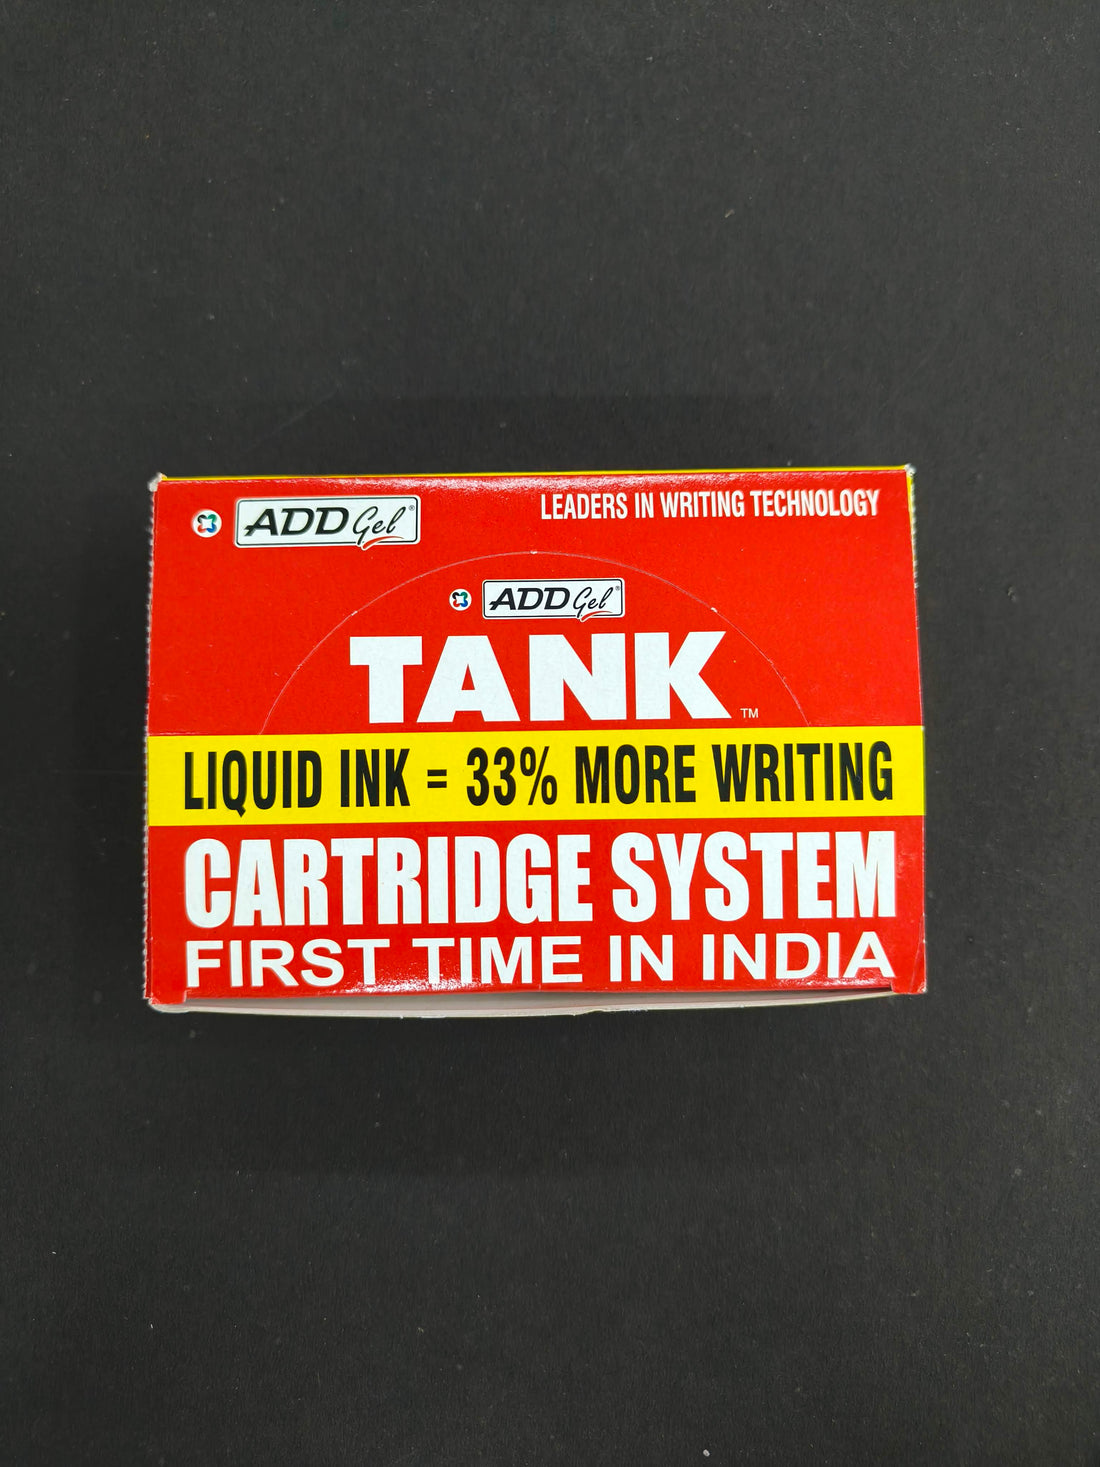 ADD Gel®
LEADERS IN WRITING TECHNOLOGY
ADD Gel®
TANK™
LIQUID INK = 33% MORE WRITING
CARTRIDGE SYSTEM
FIRST TIME IN INDIA